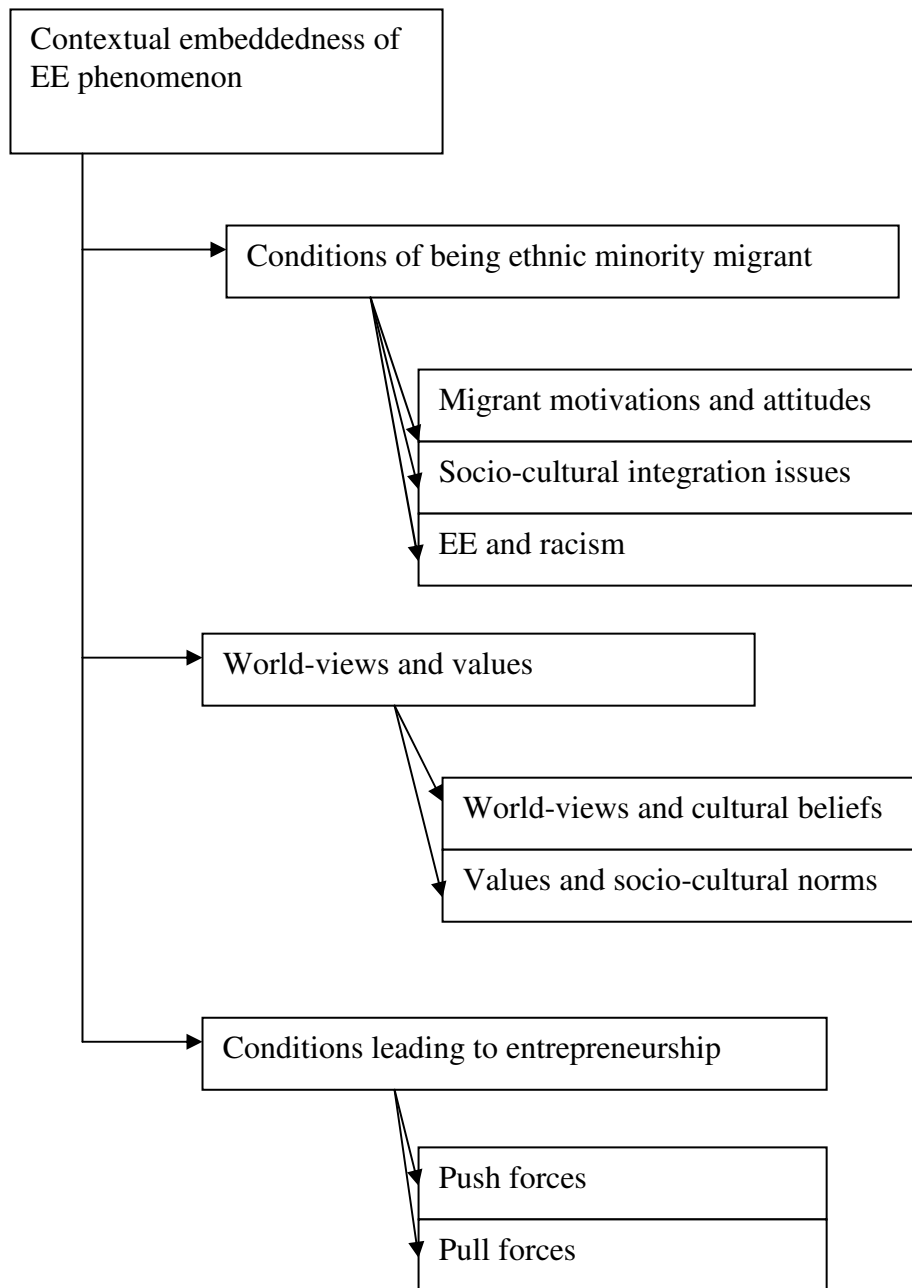 Contextual embeddedness of
EE phenomenon
Conditions of being ethnic minority migrant
Migrant motivations and attitudes
Socio-cultural integration issues
EE and racism
World-views and values
World-views and cultural beliefs
Values and socio-cultural norms
Conditions leading to entrepreneurship
Push forces
Pull forces